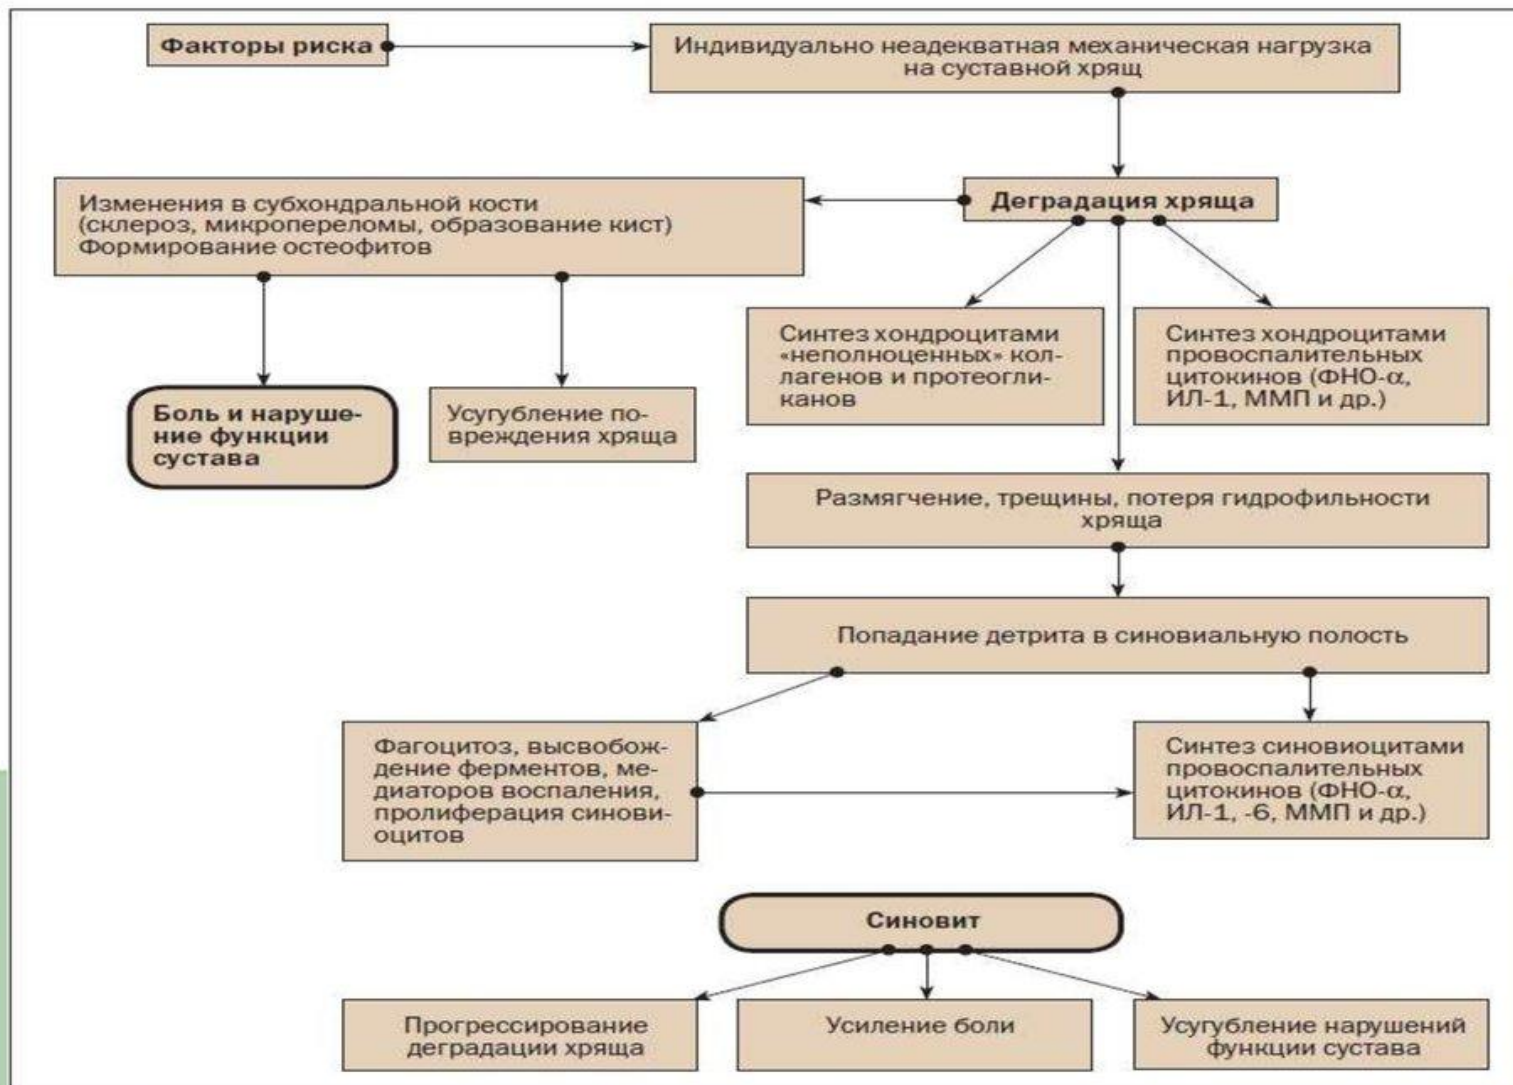 Факторы риска
Индивидуально неадекватная механическая нагрузка
на суставной хрящ
Изменения в субхондральной кости
(склероз, микропереломы, образование кист)
Формирование остеофитов
Деградация хряща
Синтез хондроцитами
«неполноценных» кол-
лагенов и протеогли-
канов
Синтез хондроцитами
провоспалительных
цитокинов (ФНО-α,
ИЛ-1, ММП и др.)
Боль и наруше-
ние функции
сустава
Усугубление по-
вреждения хряща
Размягчение, трещины, потеря гидрофильности
хряща
Попадание детрита в синовиальную полость
Фагоцитоз, высвобож-
дение ферментов, ме-
диаторов воспаления,
пролиферация синови-
оцитов
Синтез синовиоцитами
провоспалительных
цитокинов (ФНО-α,
ИЛ-1, -6, ММП и др.)
Синовит
Прогрессирование
деградации хряща
Усиление боли
Усугубление нарушений
функции сустава